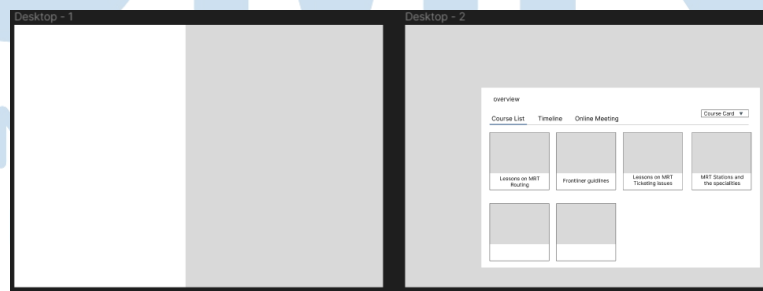 Desktop - 1
Desktop - 2
overview
Course List Timeline Online Meeting
Course Card ▼
Lessons on MRT
Routing
Frontliner guidlines
Lessons on MRT
Ticketing issues
MRT Stations and
the specialities